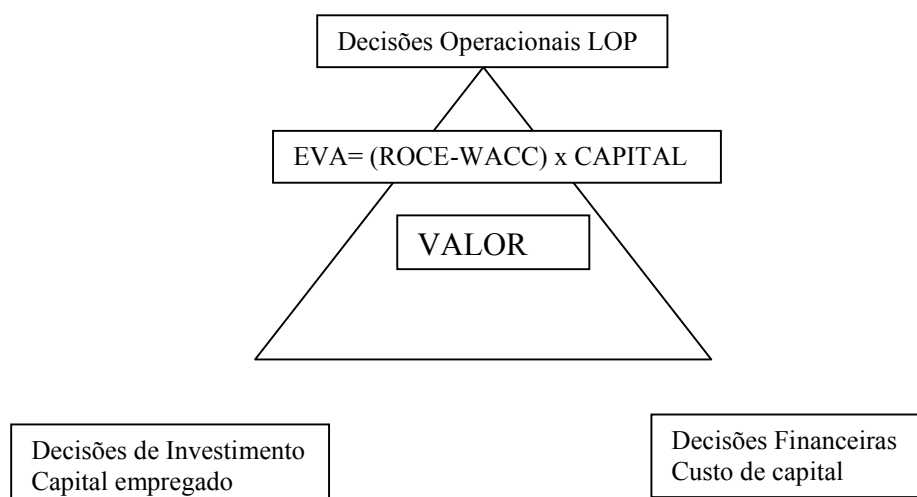 Decisões Operacionais LOP
EVA= (ROCE-WACC) x CAPITAL
VALOR
Decisões de Investimento
Capital empregado
Decisões Financeiras
Custo de capital